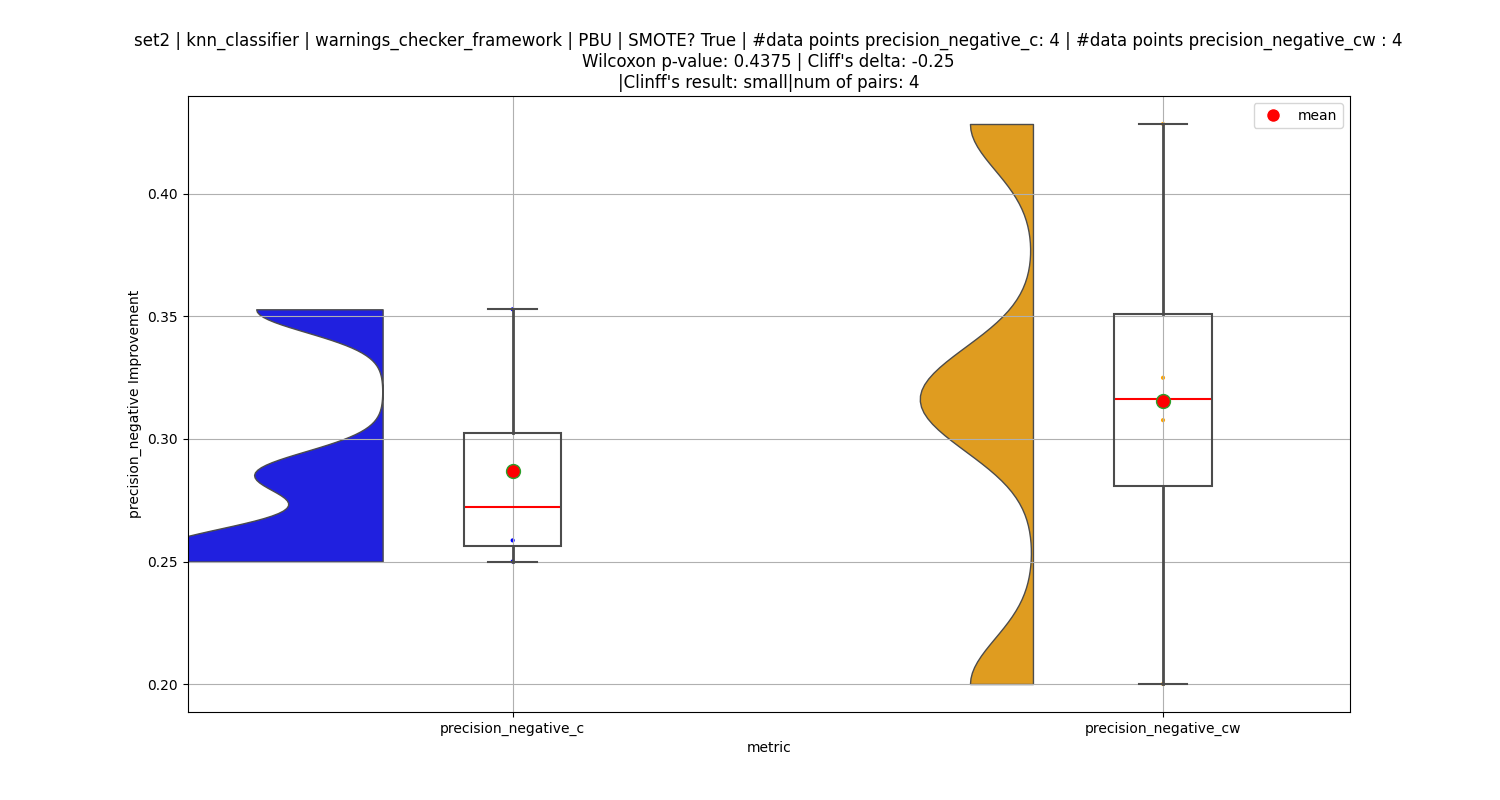 set2 | knn_classifier | warnings_checker_framework | PBU | SMOTE? True | #data points precision_negative_c: 4 | #data points precision_negative_cw : 4
Wilcoxon p-value: 0.4375 | Cliff's delta: -0.25
|Clinff's result: small|num of pairs: 4
mean
0.40
0.35
0.30
0.25
0.20
precision_negative Improvement
precision_negative_c
precision_negative_cw
metric